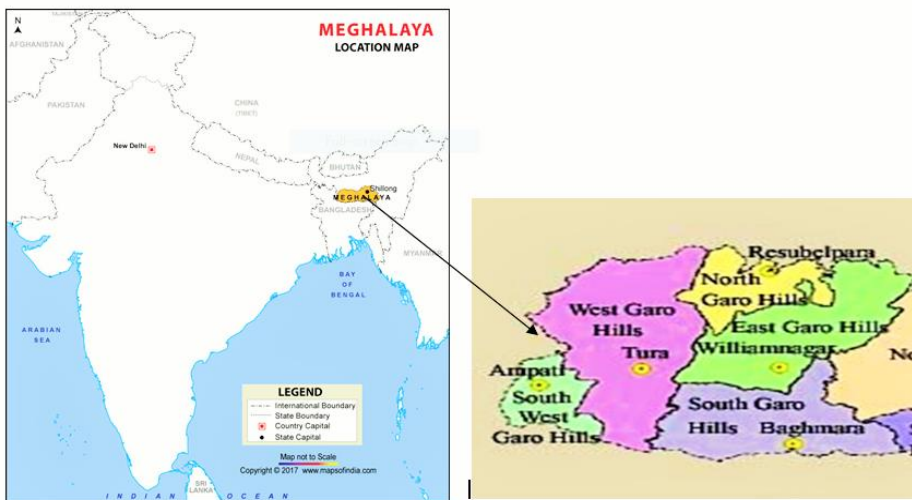 N
MEGHALAYA
LOCATION MAP
AFGHANISTAN
PAKISTAN
CHINA
(TIBET)
New Delhi
NEPAL
BHUTAN
Shillong
MEGHALAYA
BANGLADESH
MYANMAR
BAY
OF
BENGAL
ARABIAN
SEA
LEGEND
International Boundary
State Boundary
Country Capital
State Capital
Map not to Scale
Copyright © 2017 www.mapsofindia.com
SRI
LANKA
INDIAN OCEAN
Resubelpara
North
Garo Hills
West Garo
Hills
East Garo Hills
Williamnagar
Tura
Ampati
South
West
Garo Hills
South Garo
Hills
Baghmara